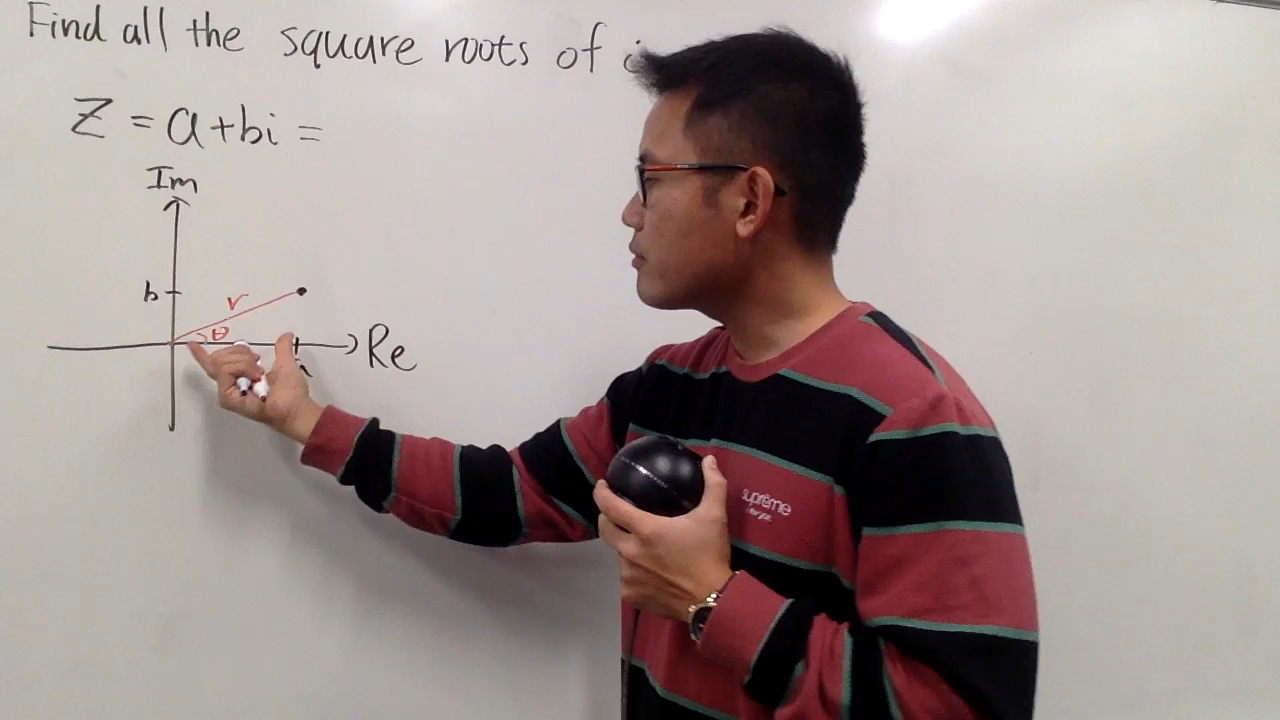 Find all the square roots of i
Z = a+bi =
Im
b
r
θ
Re
supreme